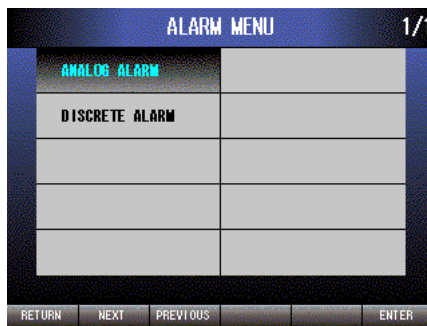 ALARM MENU 1/1
ANALOG ALARM
DISCRETE ALARM
RETURN NEXT PREVIOUS ENTER